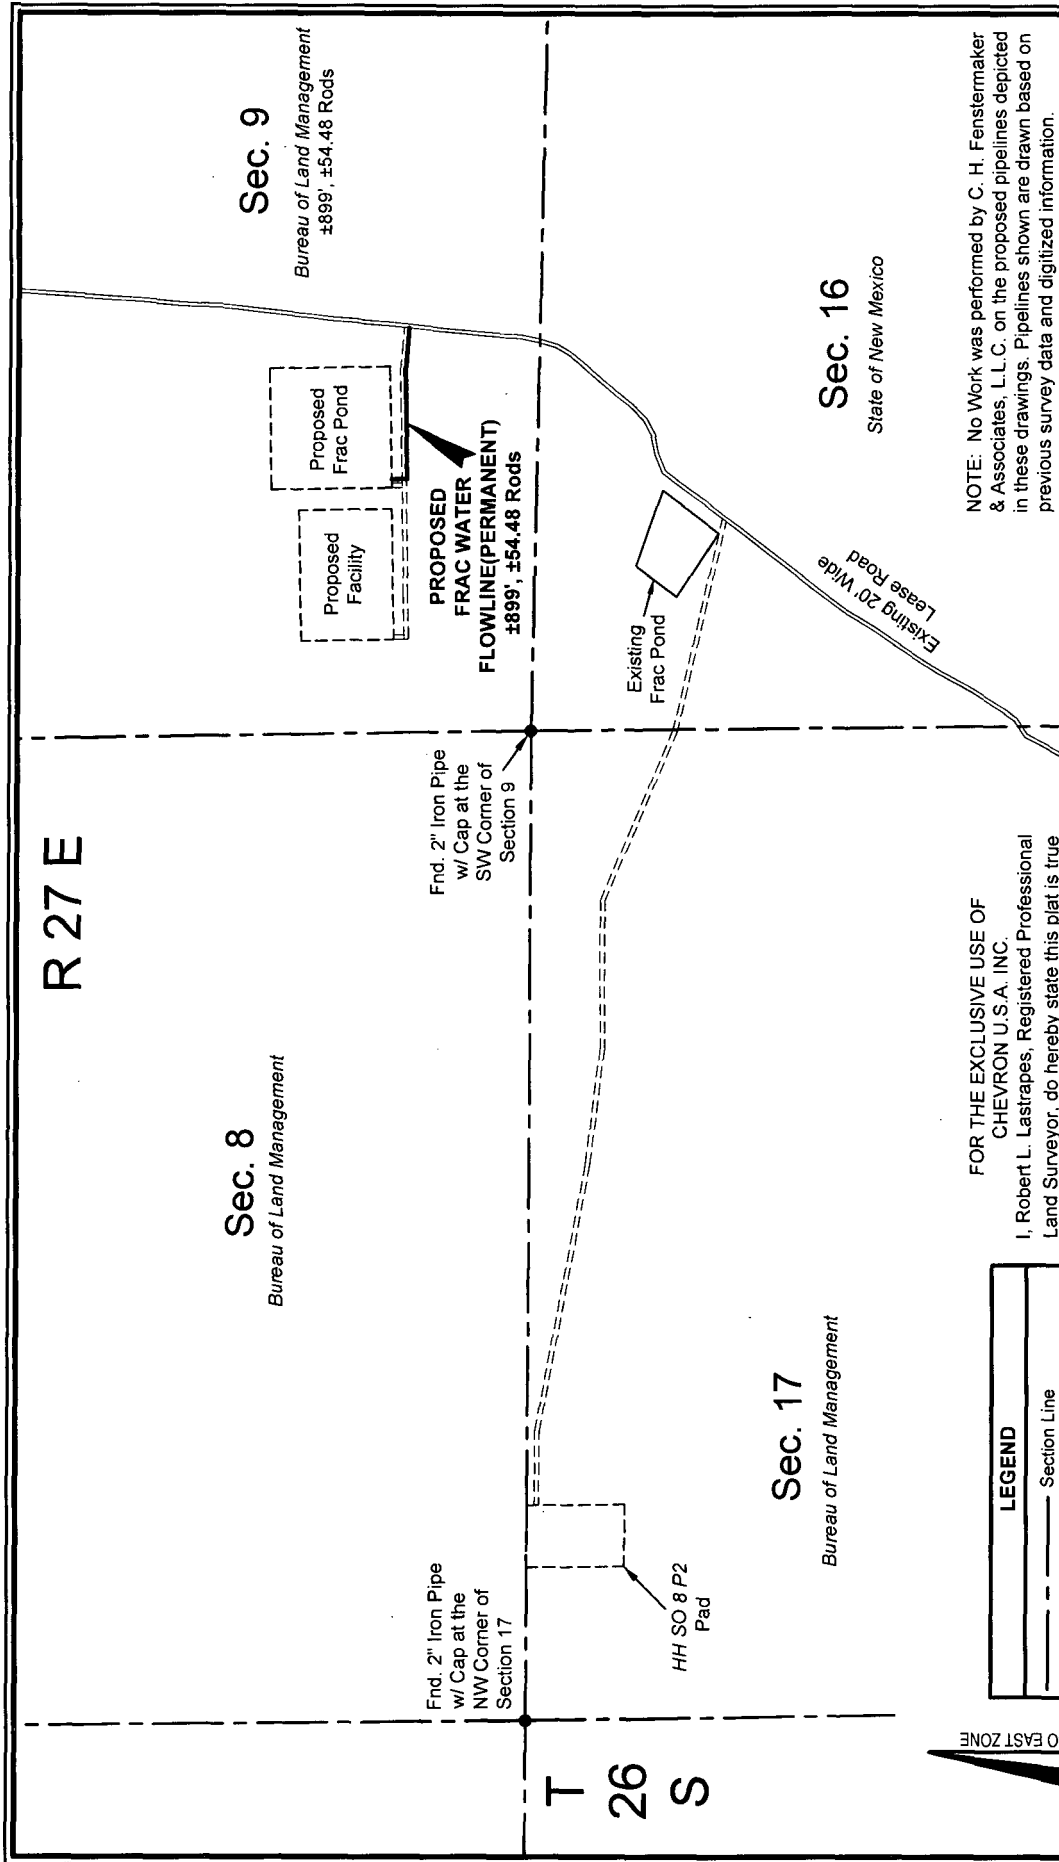 R 27 E
Sec. 8
Bureau of Land Management
Sec. 9
Bureau of Land Management
±899', ±54.48 Rods
Proposed
Facility
Proposed
Frac Pond
PROPOSED
FRAC WATER
FLOWLINE(PERMANENT)
±899', ±54.48 Rods
Fnd. 2" Iron Pipe
w/ Cap at the
NW Corner of
Section 17
Fnd. 2" Iron Pipe
w/ Cap at the
SW Corner of
Section 9
T
26
S
HH SO 8 P2
Pad
Sec. 17
Bureau of Land Management
Existing
Frac Pond
Existing 20' Wide
Lease Road
Sec. 16
State of New Mexico
O EAST ZONE
LEGEND
Section Line
FOR THE EXCLUSIVE USE OF
CHEVRON U.S.A. INC.
I, Robert L. Lastrapes, Registered Professional
Land Surveyor, do hereby state this plat is true
NOTE: No Work was performed by C. H. Fenstermaker
& Associates, L.L.C. on the proposed pipelines depicted
in these drawings. Pipelines shown are drawn based on
previous survey data and digitized information.